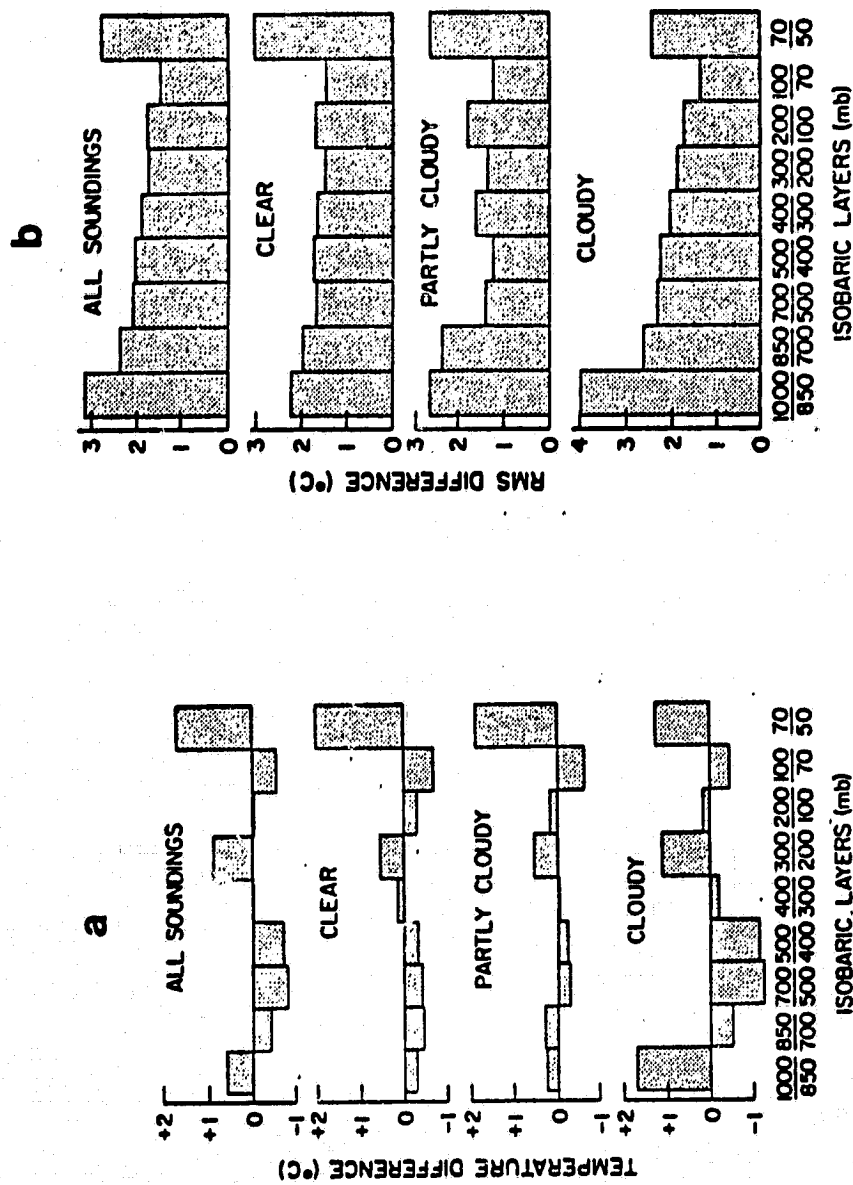 a
TEMPERATURE DIFFERENCE (°C)
ALL SOUNDINGS
+2
+1
0
-1
CLEAR
+2
+1
0
-1
PARTLY CLOUDY
+2
+1
0
-1
CLOUDY
+2
+1
0
-1
1000 850 700 500 400 300 200 100 70
850 700 500 400 300 200 100 70 50
ISOBARIC LAYERS (mb)
b
RMS DIFFERENCE (°C)
ALL SOUNDINGS
3
2
1
0
CLEAR
3
2
1
0
PARTLY CLOUDY
3
2
1
0
CLOUDY
4
3
2
1
0
1000 850 700 500 400 300 200 100 70
850 700 500 400 300 200 100 70 50
ISOBARIC LAYERS (mb)